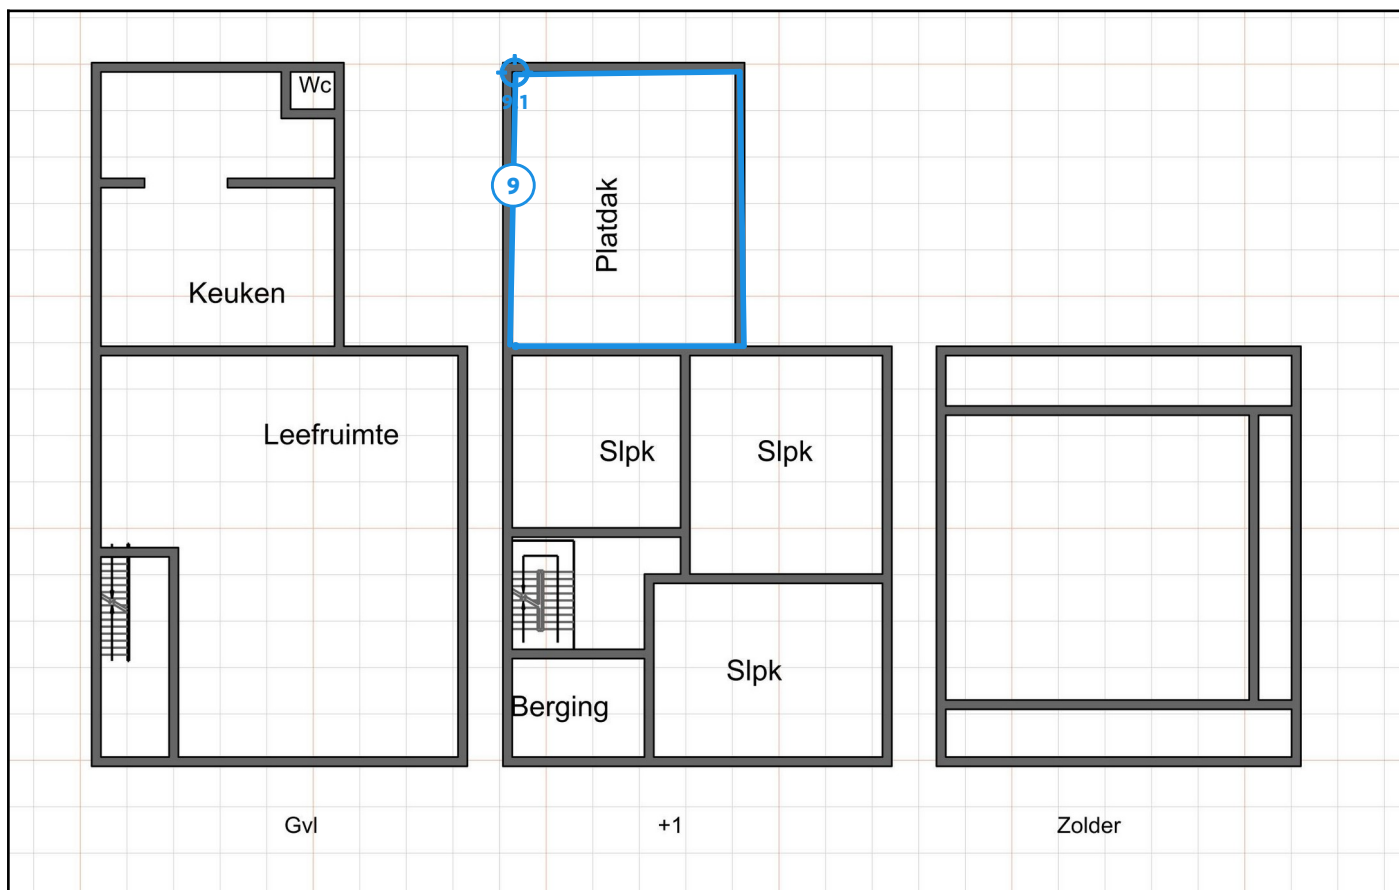 Wc
9.1
9
Platdak
Keuken
Leefruimte
Slpk
Slpk
Slpk
Berging
Gvl
+1
Zolder